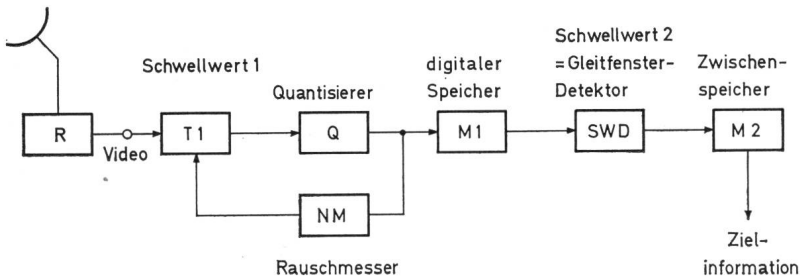 Schwellwert 1
Quantisierer
digitaler
Speicher
Schwellwert 2
= Gleitfenster-
Detektor
Zwischen-
speicher
R
Video
T1
Q
M1
SWD
M2
NM
Rauschmesser
Ziel-
information